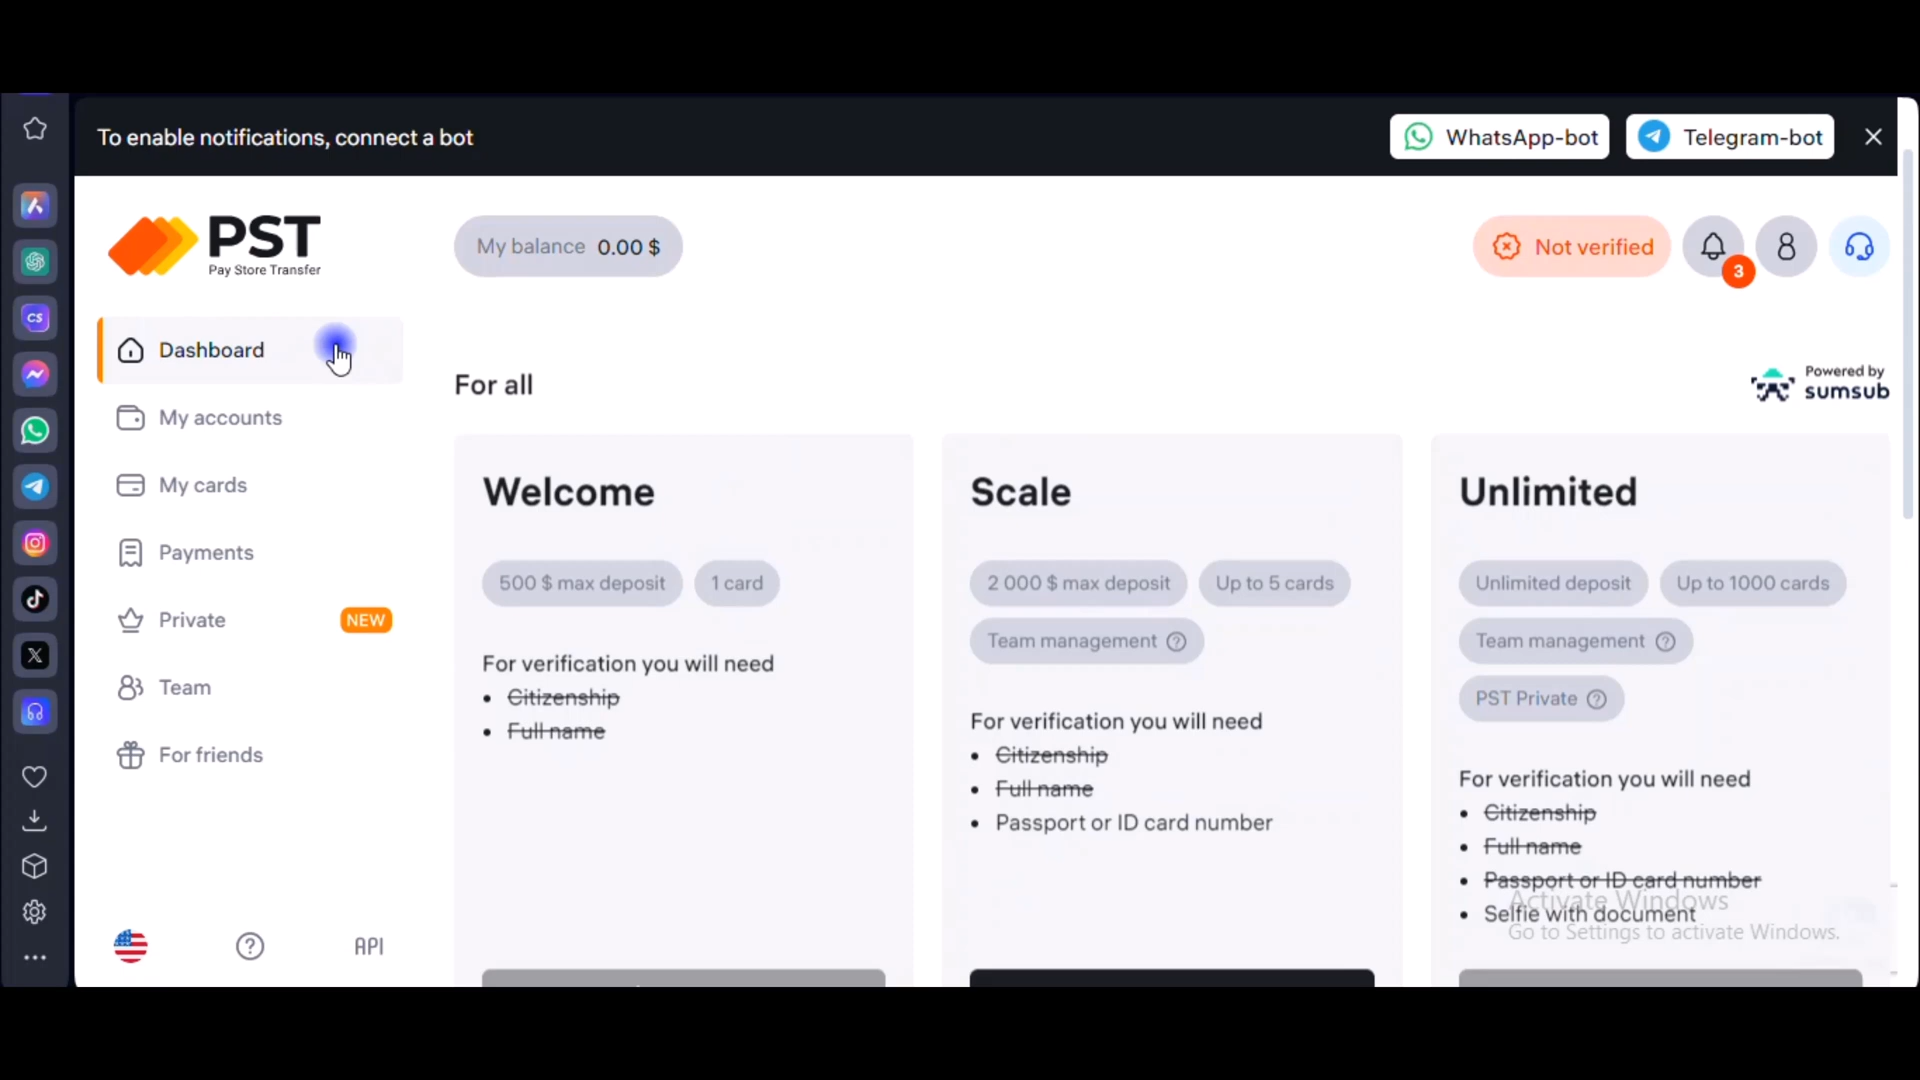 To enable notifications, connect a bot
WhatsApp-bot
Telegram-bot
PST
Pay Store Transfer
My balance 0.00 $
Not verified
3
CS
Dashboard
My accounts
My cards
Payments
Private
NEW
Team
For friends
API
For all
Powered by
sumsub
Welcome
500 $ max deposit
1 card
For verification you will need
Citizenship
Full name
Scale
2 000 $ max deposit
Up to 5 cards
Team management
For verification you will need
Citizenship
Full name
Passport or ID card number
Unlimited
Unlimited deposit
Up to 1000 cards
Team management
PST Private
For verification you will need
Citizenship
Full name
Passport or ID card number
Selfie with document
Activate Windows
Go to Settings to activate Windows.